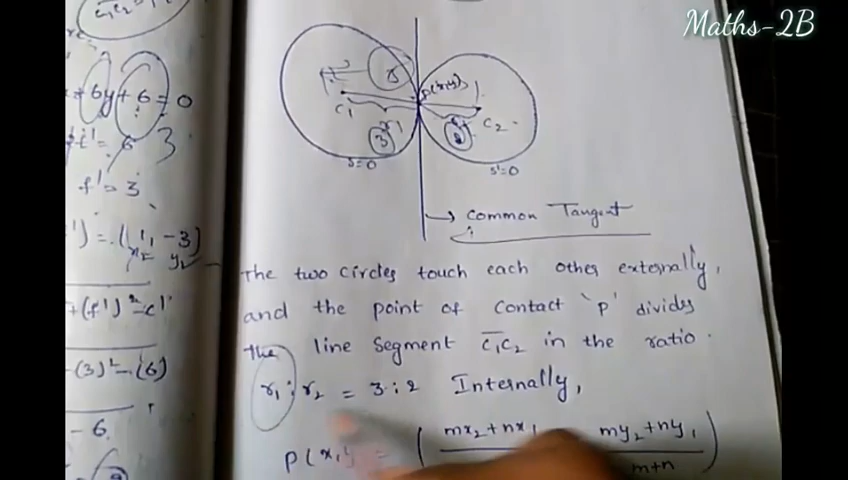 Maths-2B
+6y+6=0
f' = 3
p(x,y)
C1
C2
3
2
S=0
S'=0
Common Tangent
The two circles touch each other externally,
and the point of contact 'p' divides
the line segment C1C2 in the ratio.
r1 : r2 = 3:2 Internally,
mx2+nx1 my2+ny1
P(x, = ( )
m+n
-3)
+(f')²-c'
-(3)²-(6)
-6